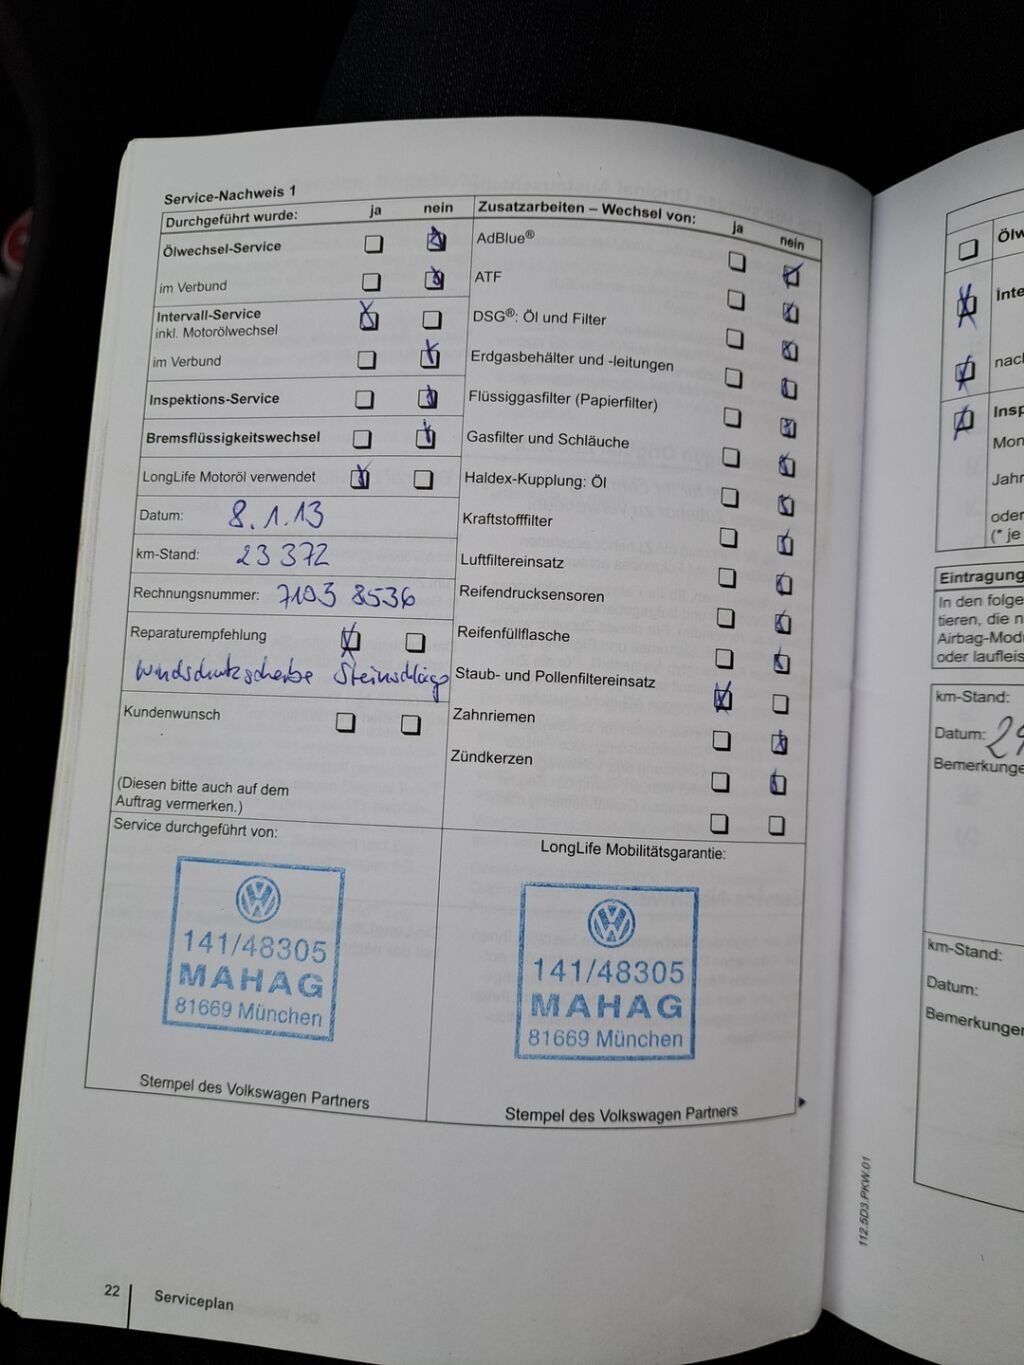 Service-Nachweis 1
Durchgeführt wurde: ja nein
Ölwechsel-Service
im Verbund
Intervall-Service
inkl. Motorölwechsel
im Verbund
Inspektions-Service
Bremsflüssigkeitswechsel
LongLife Motoröl verwendet
Datum: 8.1.13
km-Stand: 23 372
Rechnungsnummer: 7103 8536
Reparaturempfehlung
Windschutzscheibe Steinschlag
Kundenwunsch
(Diesen bitte auch auf dem
Auftrag vermerken.)
Zusatzarbeiten – Wechsel von: ja nein
AdBlue®
ATF
DSG®: Öl und Filter
Erdgasbehälter und -leitungen
Flüssiggasfilter (Papierfilter)
Gasfilter und Schläuche
Haldex-Kupplung: Öl
Kraftstofffilter
Luftfiltereinsatz
Reifendrucksensoren
Reifenfüllflasche
Staub- und Pollenfiltereinsatz
Zahnriemen
Zündkerzen
Service durchgeführt von:
141/48305
MAHAG
81669 München
Stempel des Volkswagen Partners
LongLife Mobilitätsgarantie:
141/48305
MAHAG
81669 München
Stempel des Volkswagen Partners
22 Serviceplan
112.5D3.PKW.01
Ölw
Inte
nach
Insp
Mon
Jahr
oder
(* je
Eintragung
In den folge
tieren, die n
Airbag-Mod
oder laufleis
km-Stand:
Datum: 29
Bemerkunge
km-Stand:
Datum:
Bemerkunger